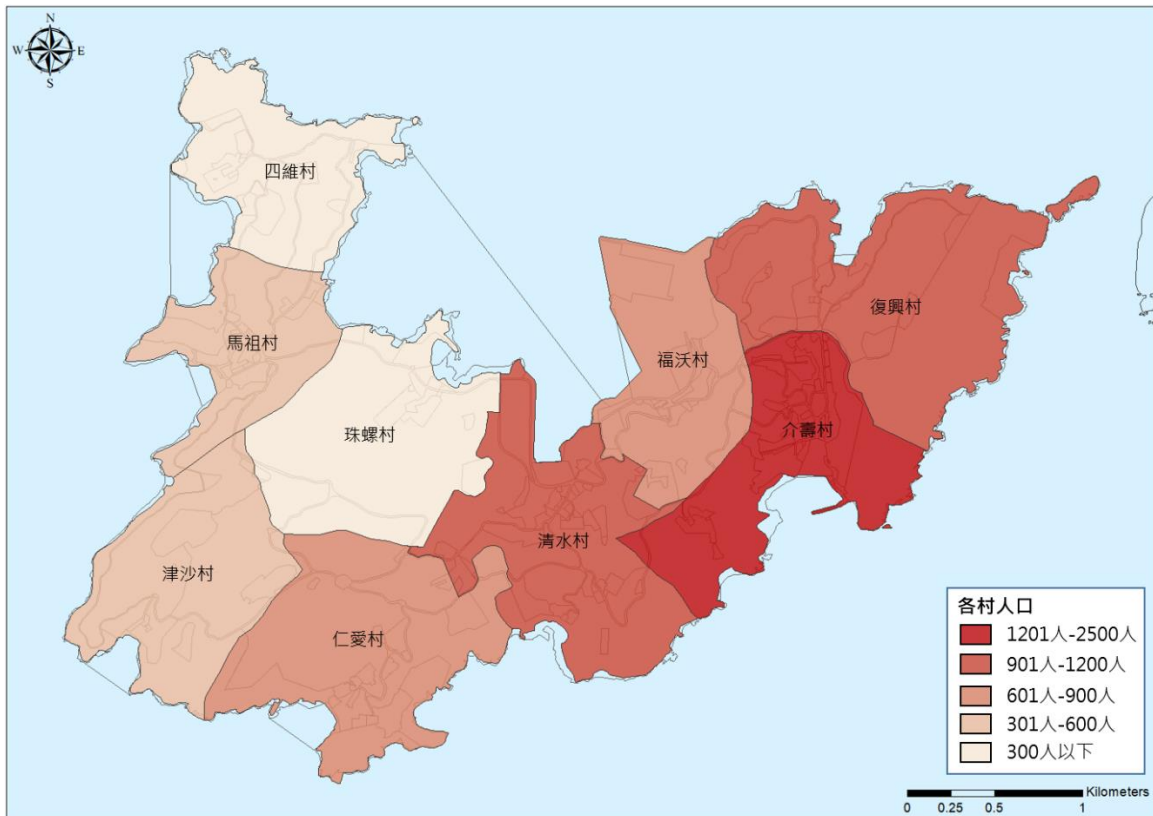 N
W E
S
四維村
復興村
馬祖村
福沃村
珠螺村
介壽村
清水村
津沙村
仁愛村
各村人口
1201人-2500人
901人-1200人
601人-900人
301人-600人
300人以下
Kilometers
0 0.25 0.5 1